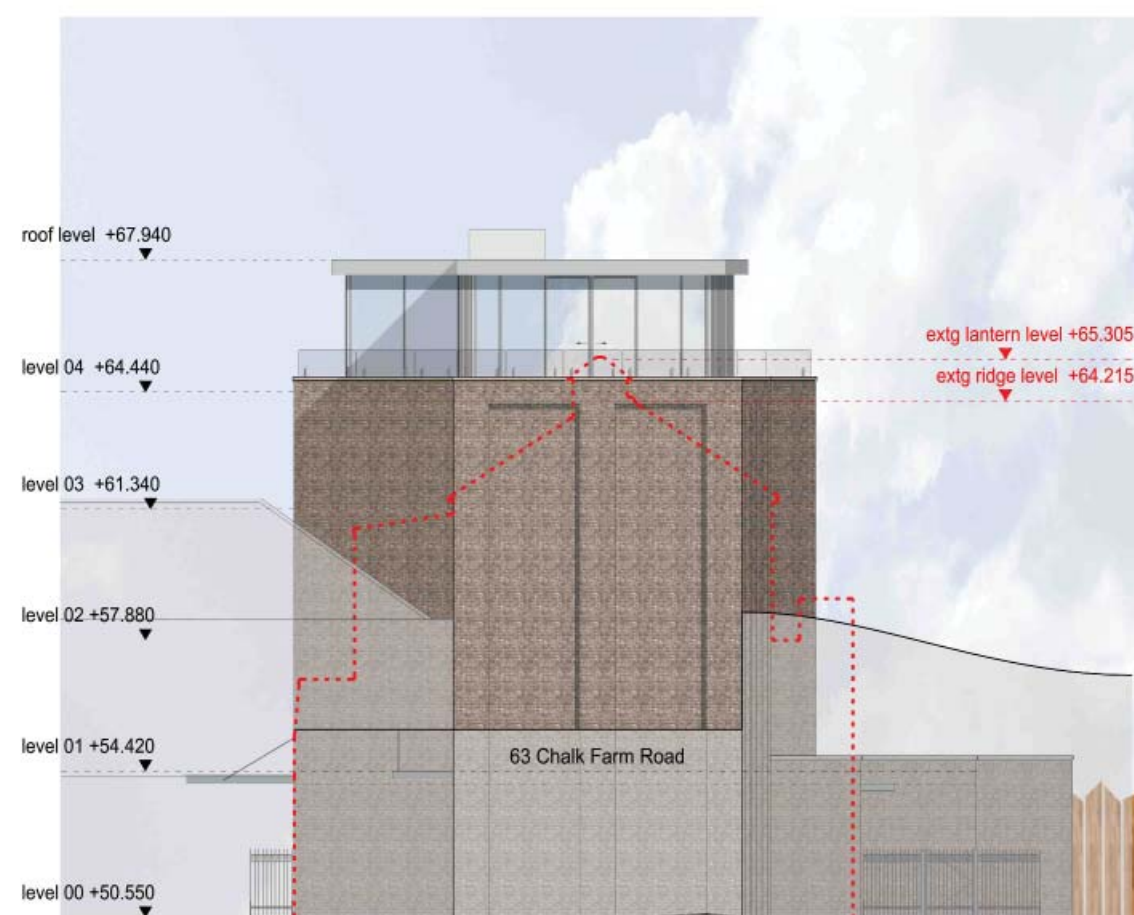 roof level +67.940
extg lantern level +65.305
level 04 +64.440
extg ridge level +64.215
level 03 +61.340
level 02 +57.880
level 01 +54.420
63 Chalk Farm Road
level 00 +50.550